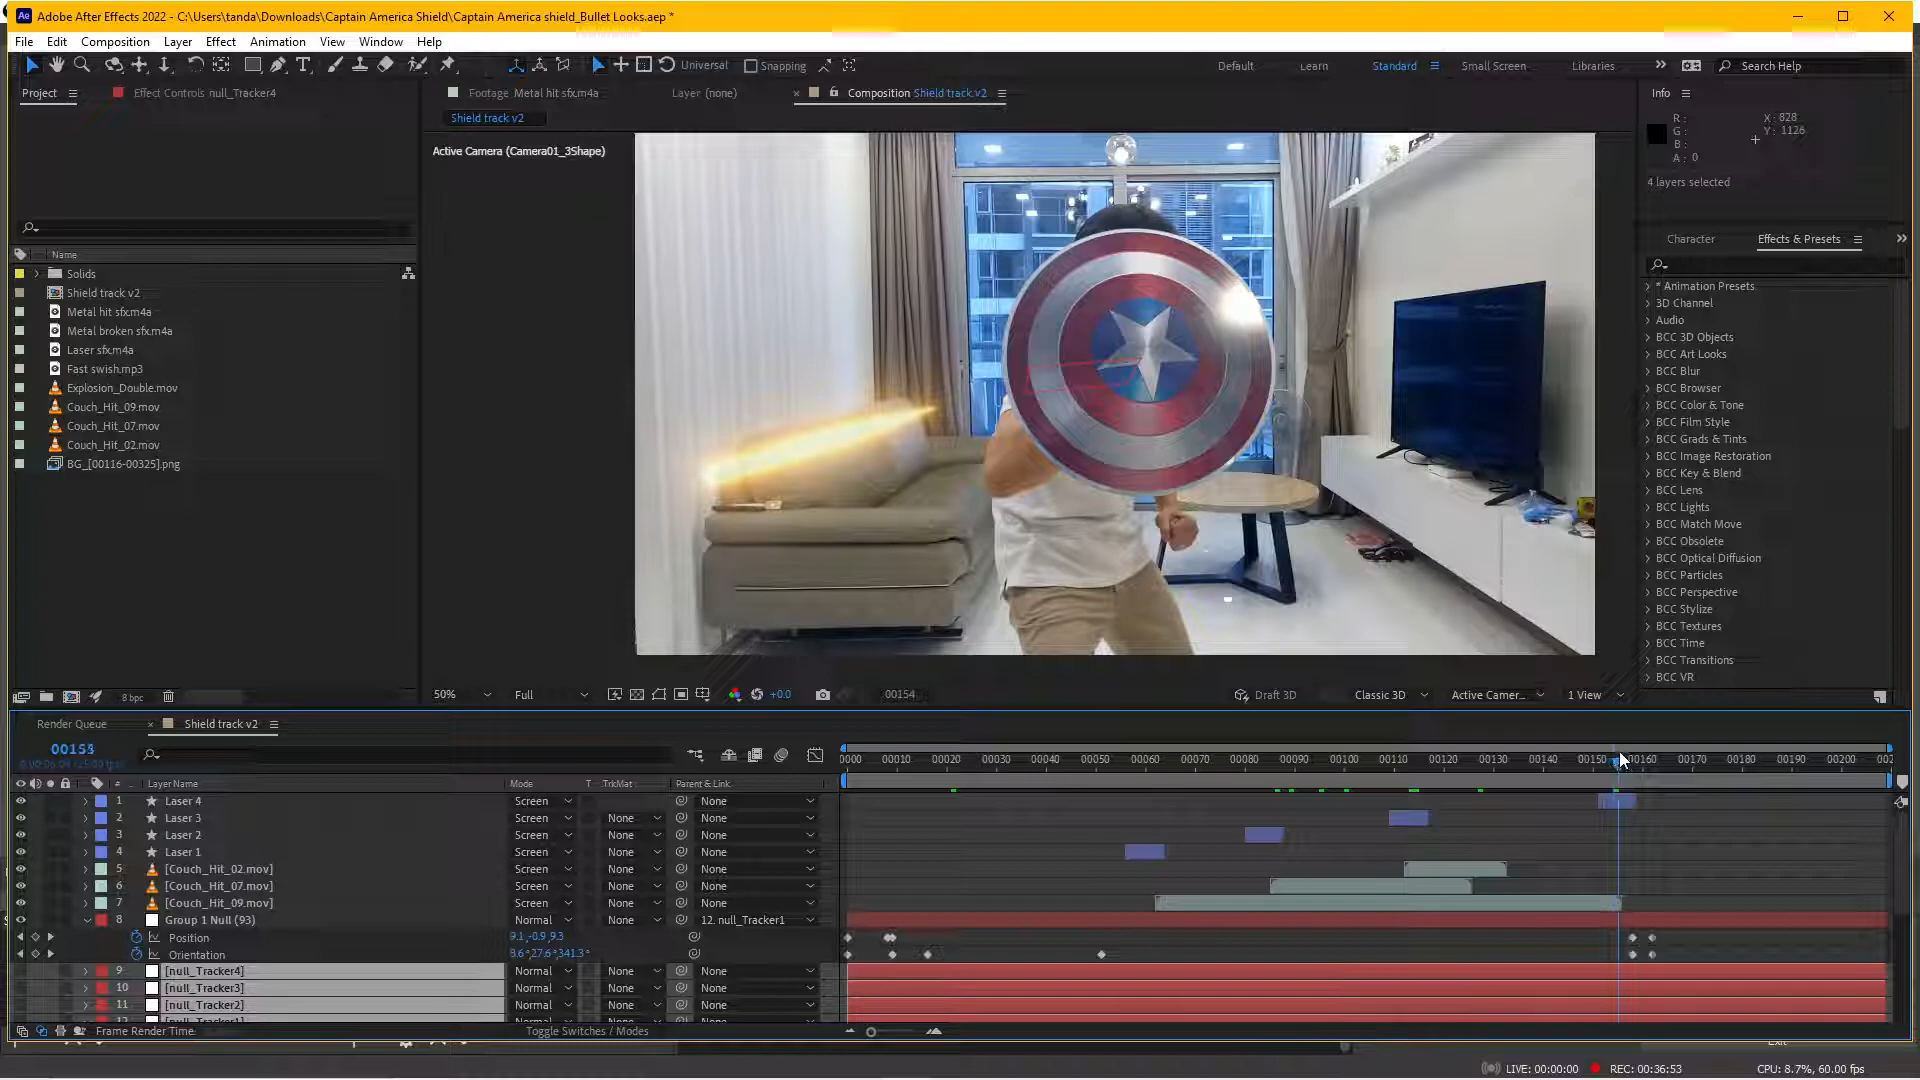 Adobe After Effects 2022 - C:\Users\tanda\Downloads\Captain America Shield\Captain America shield_Bullet Looks.aep *
File Edit Composition Layer Effect Animation View Window Help
Universal Snapping Default Learn Standard Small Screen Libraries Search Help
Project Effect Controls null_Tracker4 Footage Metal hit sfx.m4a Layer (none) Composition Shield track v2 Info
Shield track v2
R : X : 828
G : Y : 1126
B :
A : 0
Active Camera (Camera01_3Shape)
4 layers selected
Character Effects & Presets
Name
Solids
Shield track v2
Metal hit sfx.m4a
Metal broken sfx.m4a
Laser sfx.m4a
Fast swish.mp3
Explosion_Double.mov
Couch_Hit_09.mov
Couch_Hit_07.mov
Couch_Hit_02.mov
BG_[00116-00325].png
* Animation Presets
3D Channel
Audio
BCC 3D Objects
BCC Art Looks
BCC Blur
BCC Browser
BCC Color & Tone
BCC Film Style
BCC Grads & Tints
BCC Image Restoration
BCC Key & Blend
BCC Lens
BCC Lights
BCC Match Move
BCC Obsolete
BCC Optical Diffusion
BCC Particles
BCC Perspective
BCC Stylize
BCC Textures
BCC Time
BCC Transitions
BCC VR
8 bpc 50% Full +0.0 00154 Draft 3D Classic 3D Active Camer... 1 View
Render Queue Shield track v2
0000 00010 00020 00030 00040 00050 00060 00070 00080 00090 00100 00110 00120 00130 00140 00150 00160 00170 00180 00190 00200 002
# Layer Name Mode T TrkMat Parent & Link
1 Laser 4 Screen None
2 Laser 3 Screen None None
3 Laser 2 Screen None None
4 Laser 1 Screen None None
5 [Couch_Hit_02.mov] Screen None None
6 [Couch_Hit_07.mov] Screen None None
7 [Couch_Hit_09.mov] Screen None None
8 Group 1 Null (93) Normal None 12. null_Tracker1
Position 9.1,-0.9,9.3
Orientation 8.6°,27.6°,341.3°
9 [null_Tracker4] Normal None None
10 [null_Tracker3] Normal None None
11 [null_Tracker2] Normal None None
12 [null_Tracker1]
Frame Render Time Toggle Switches / Modes
Exit
LIVE: 00:00:00 REC: 00:36:53 CPU: 8.7%, 60.00 fps